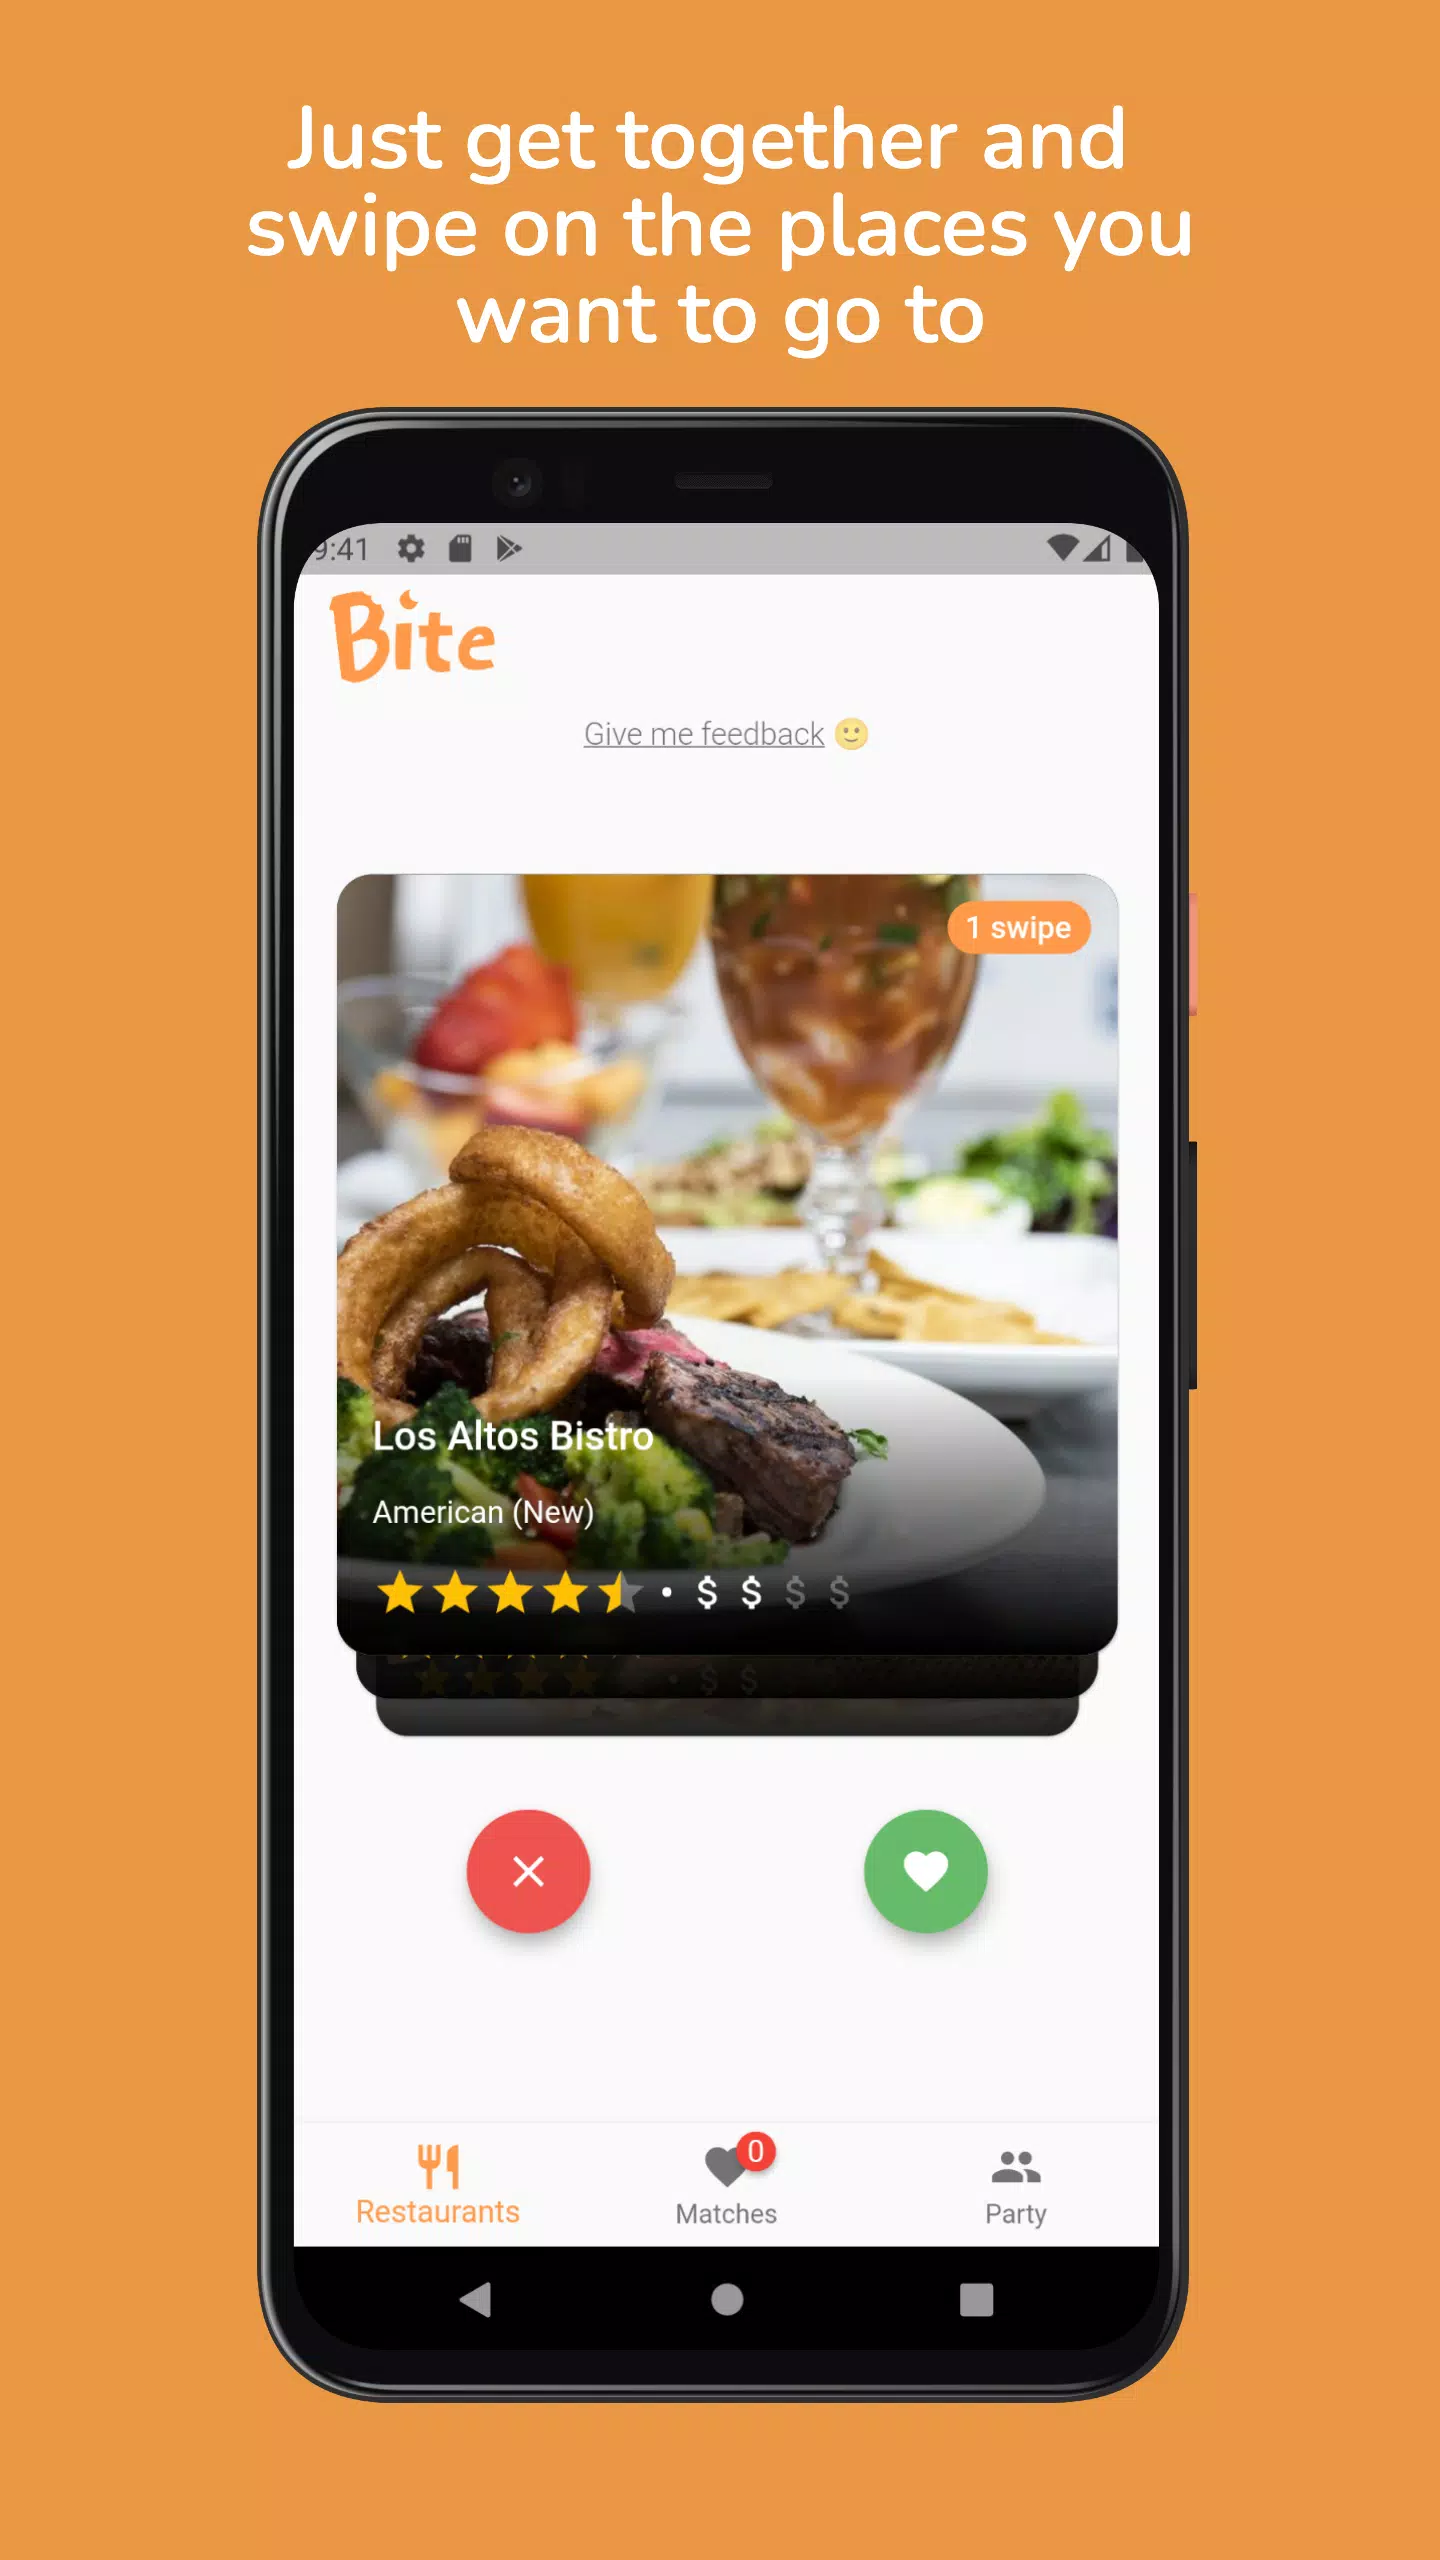 Just get together and
swipe on the places you
want to go to
9:41
Bite
Give me feedback
1 swipe
Los Altos Bistro
American (New)
$ $ $ $
$ $
0
Restaurants
Matches
Party